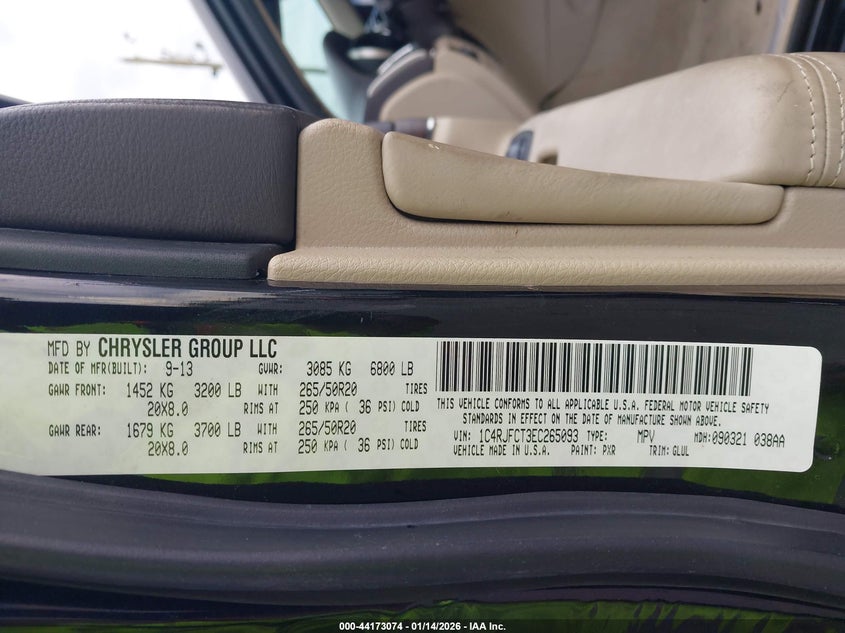 MFD BY CHRYSLER GROUP LLC
DATE OF MFR(BUILT): 9-13 GVWR: 3085 KG 6800 LB
GAWR FRONT: 1452 KG 3200 LB WITH 265/50R20 TIRES
20X8.0 RIMS AT 250 KPA ( 36 PSI) COLD
GAWR REAR: 1679 KG 3700 LB WITH 265/50R20 TIRES
20X8.0 RIMS AT 250 KPA ( 36 PSI) COLD
THIS VEHICLE CONFORMS TO ALL APPLICABLE U.S.A. FEDERAL MOTOR VEHICLE SAFETY
STANDARDS IN EFFECT ON THE DATE OF MANUFACTURE SHOWN ABOVE.
VIN: 1C4RJFCT3EC265093 TYPE: MPV MDH:090321 038AA
VEHICLE MADE IN U.S.A. PAINT: PXR TRIM: GLUL
000-44173074 - 01/14/2026 - IAA Inc.